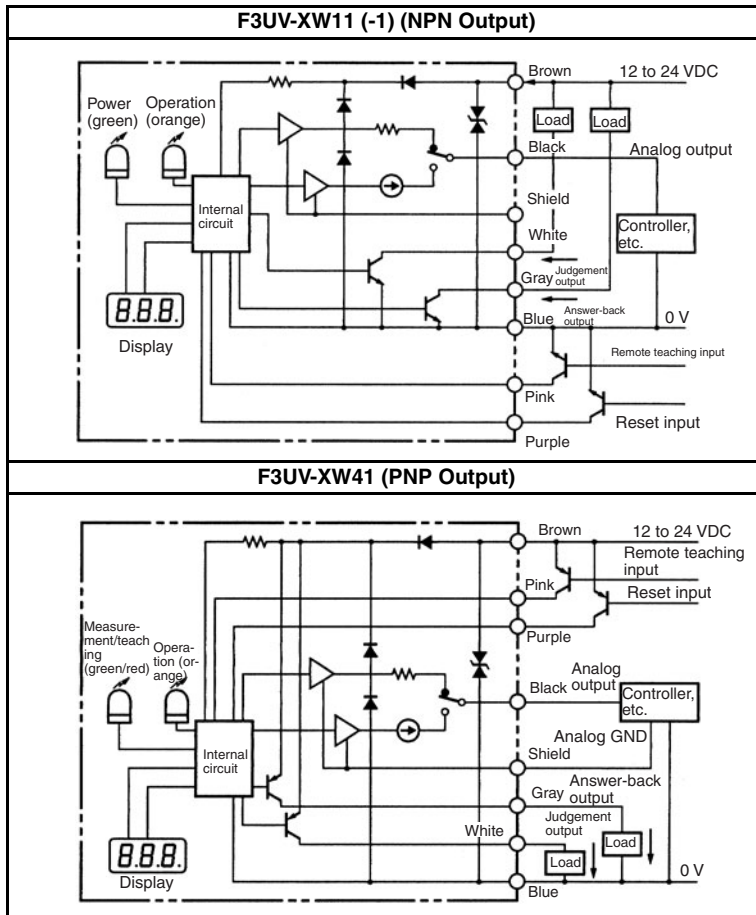 F3UV-XW11 (-1) (NPN Output)
Power
(green)
Operation
(orange)
Brown
12 to 24 VDC
Load
Load
Black
Analog output
Internal
circuit
Shield
White
Controller,
etc.
Gray
Judgement
output
Answer-back
output
Blue
0 V
8.8.8.
Display
Remote teaching input
Pink
Reset input
Purple
F3UV-XW41 (PNP Output)
Brown
12 to 24 VDC
Remote teaching
input
Pink
Reset input
Purple
Measure-
ment/teach
ing
(green/red)
Opera-
tion (or-
ange)
Analog
output
Black
Controller,
etc.
Analog GND
Internal
circuit
Shield
Gray
Answer-back
output
White
Judgement
output
Load
Load
8.8.8.
Display
0 V
Blue